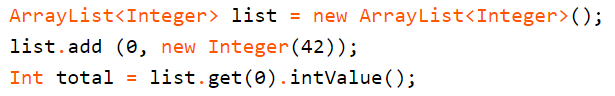 ArrayList<Integer> list = new ArrayList<Integer>();
list.add (0, new Integer(42));
Int total = list.get(0).intValue();